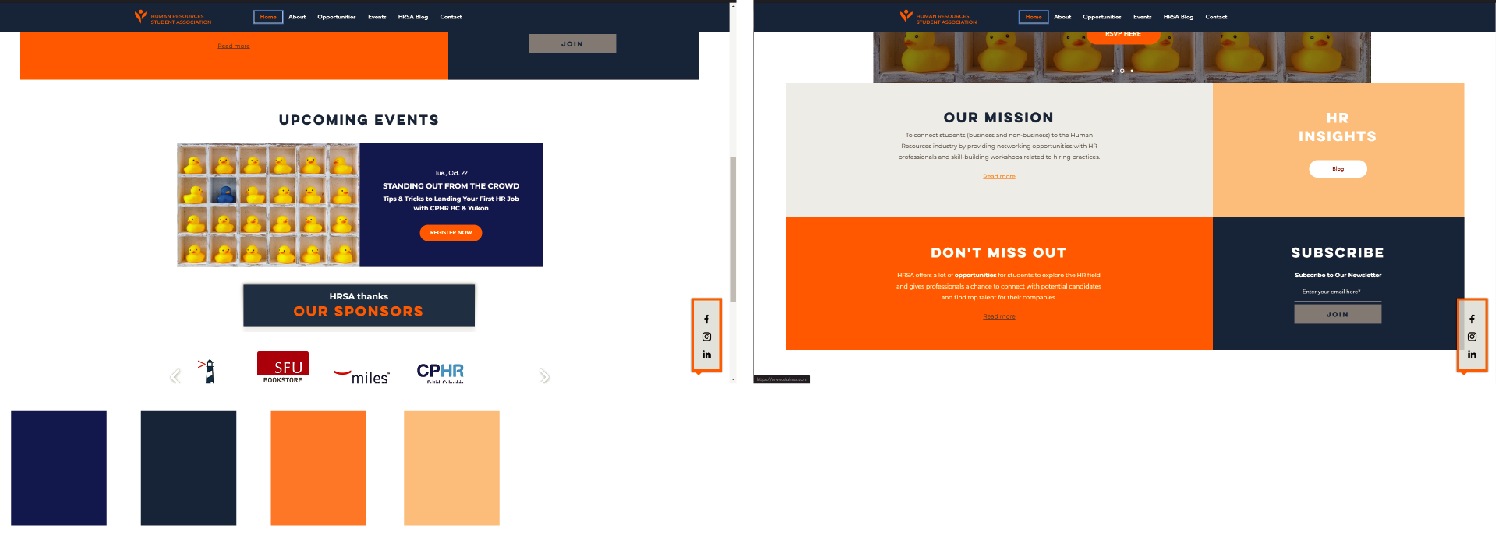 HUMAN RESOURCES
STUDENT ASSOCIATION
Home About Opportunities Events HRSA Blog Contact
Read more
JOIN
UPCOMING EVENTS
Tue, Oct. 22
STANDING OUT FROM THE CROWD
Tips & Tricks to Landing Your First HR Job
with CPHR BC & Yukon
REGISTER NOW
HRSA thanks
OUR SPONSORS
SFU
BOOKSTORE
miles
CPHR
HUMAN RESOURCES
STUDENT ASSOCIATION
Home About Opportunities Events HRSA Blog Contact
RSVP HERE
OUR MISSION
To connect students (business and non-business) to the Human
Resources industry by providing networking opportunities with HR
professionals and skill-building workshops related to hiring practices.
Read more
HR
INSIGHTS
Blog
DON'T MISS OUT
HRSA offers a lot of opportunities for students to explore the HR field
and gives professionals a chance to connect with potential candidates
and find top talent for their companies.
Read more
SUBSCRIBE
Subscribe to Our Newsletter
Enter your email here*
JOIN